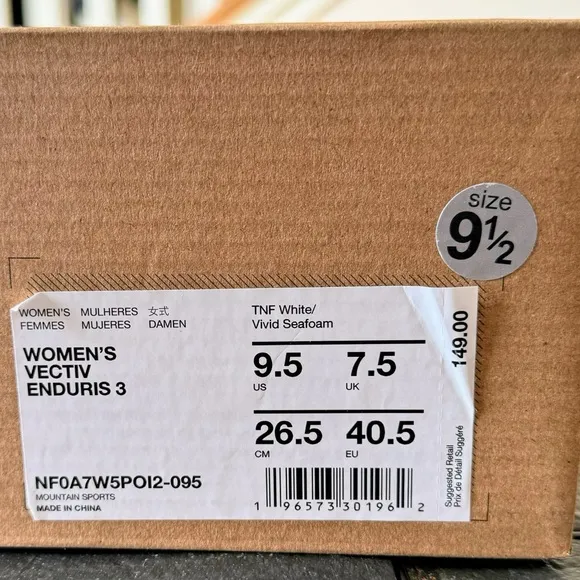 size
9 1/2
WOMEN'S MULHERES 女式
FEMMES MUJERES DAMEN
WOMEN'S
VECTIV
ENDURIS 3
NF0A7W5POI2-095
MOUNTAIN SPORTS
MADE IN CHINA
TNF White/
Vivid Seafoam
9.5 7.5
US UK
26.5 40.5
CM EU
1 96573 30196 2
149.00
Suggested Retail
Prix de Détail Suggéré